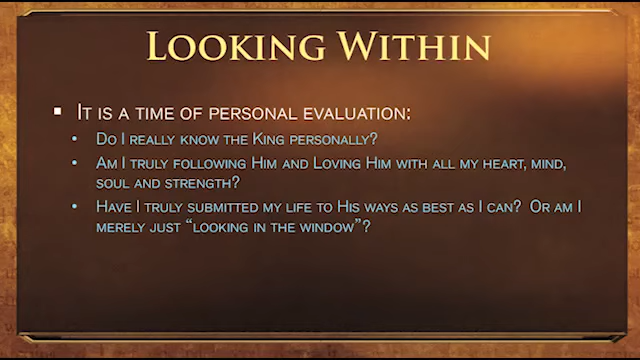 Looking Within
▪ It is a time of personal evaluation:
• Do I really know the King personally?
• Am I truly following Him and Loving Him with all my heart, mind,
soul and strength?
• Have I truly submitted my life to His ways as best as I can? Or am I
merely just “looking in the window”?